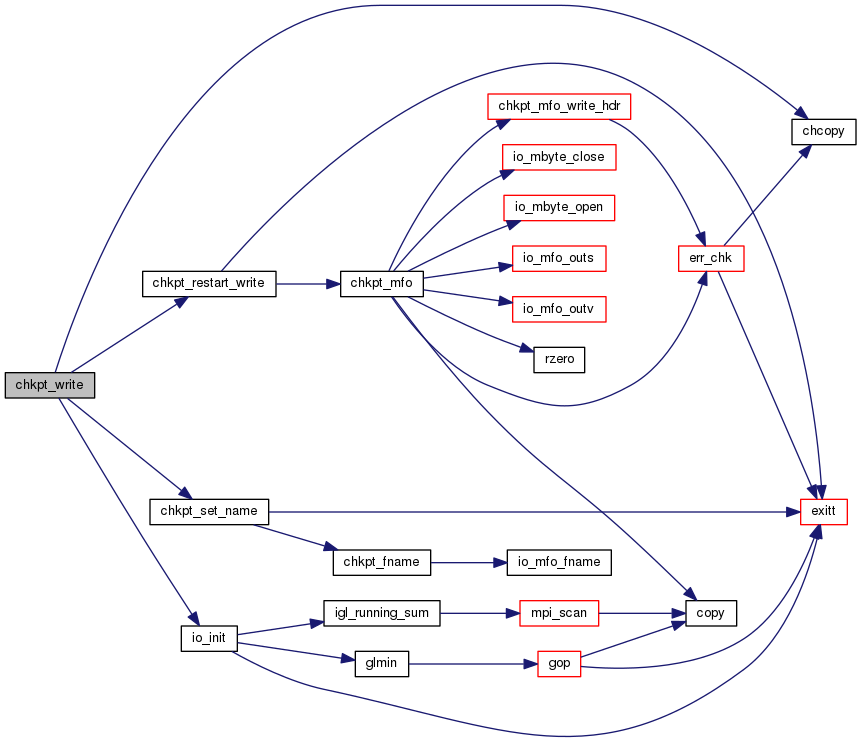 chkpt_mfo_write_hdr
chcopy
io_mbyte_close
io_mbyte_open
io_mfo_outs
err_chk
chkpt_restart_write
chkpt_mfo
io_mfo_outv
rzero
chkpt_write
chkpt_set_name
exitt
chkpt_fname
io_mfo_fname
igl_running_sum
mpi_scan
copy
io_init
glmin
gop